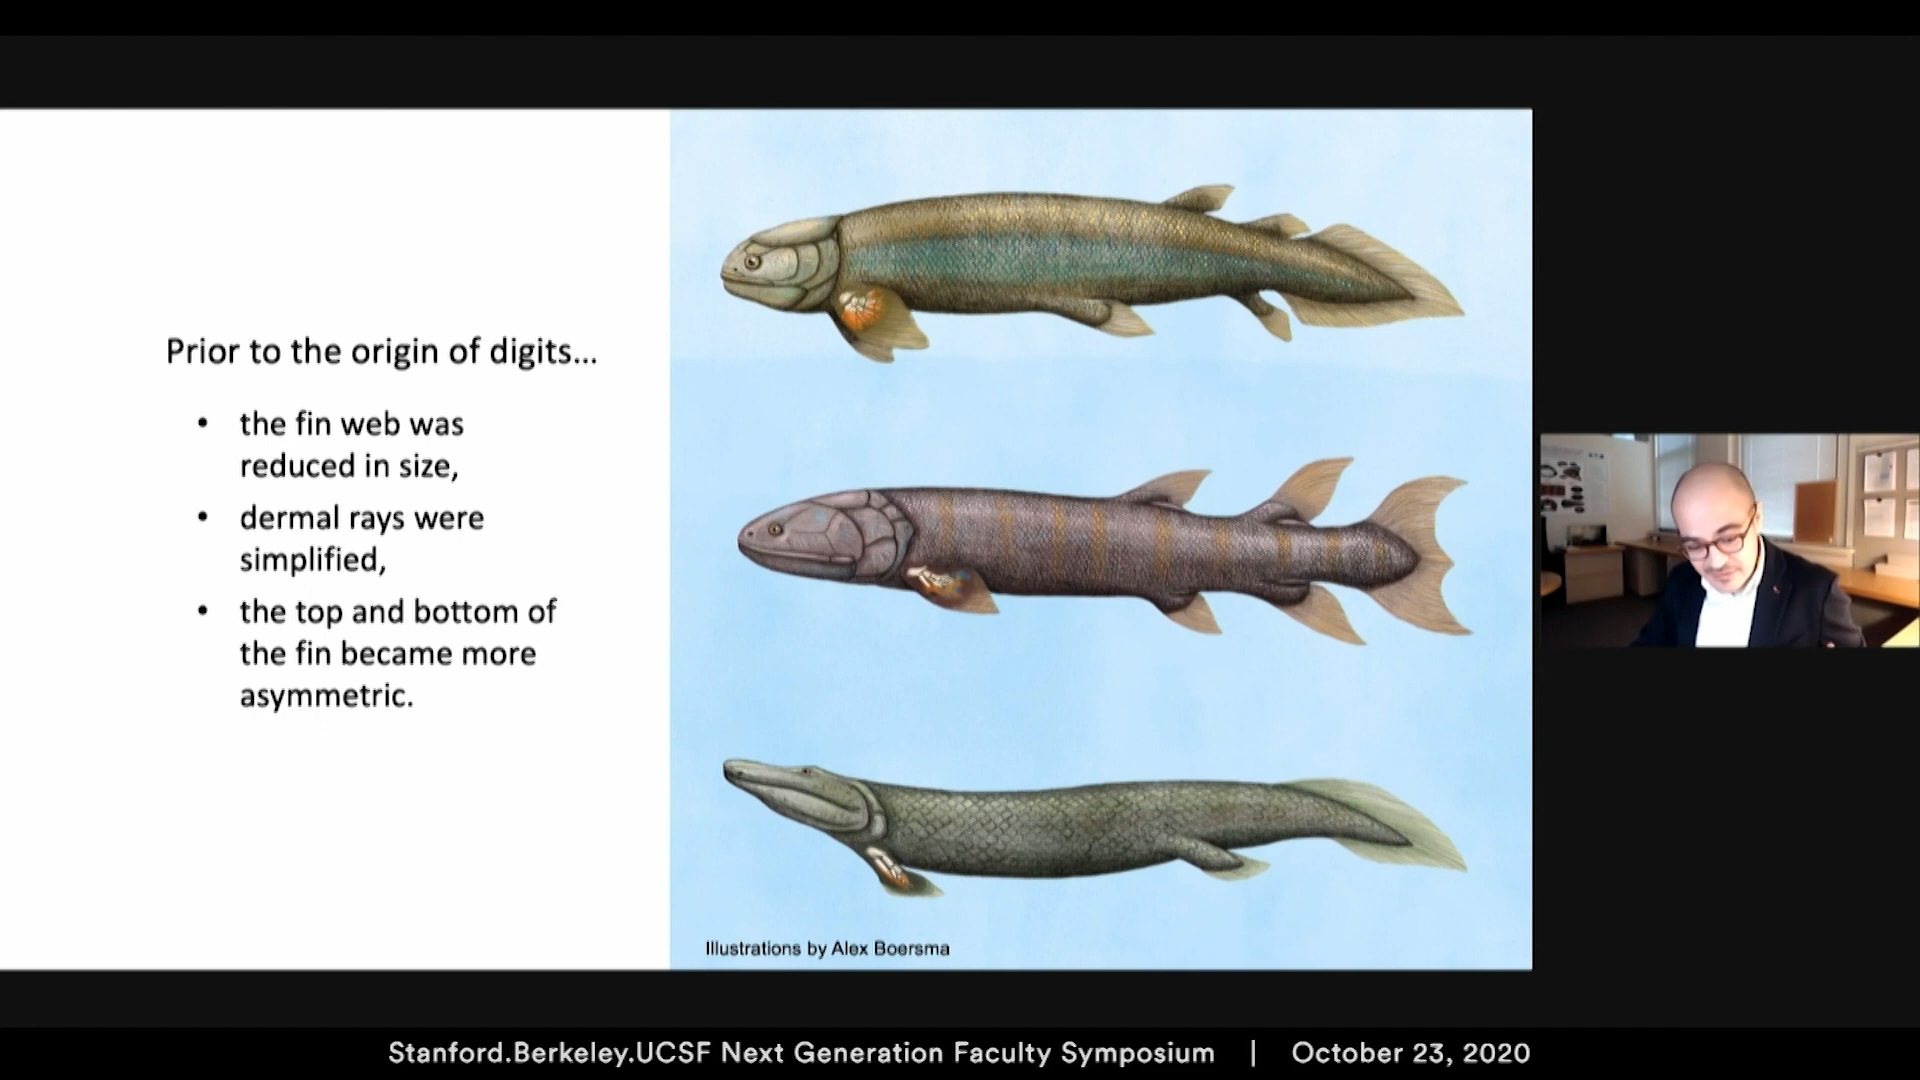 Prior to the origin of digits...
• the fin web was
reduced in size,
• dermal rays were
simplified,
• the top and bottom of
the fin became more
asymmetric.
Illustrations by Alex Boersma
Stanford.Berkeley.UCSF Next Generation Faculty Symposium | October 23, 2020